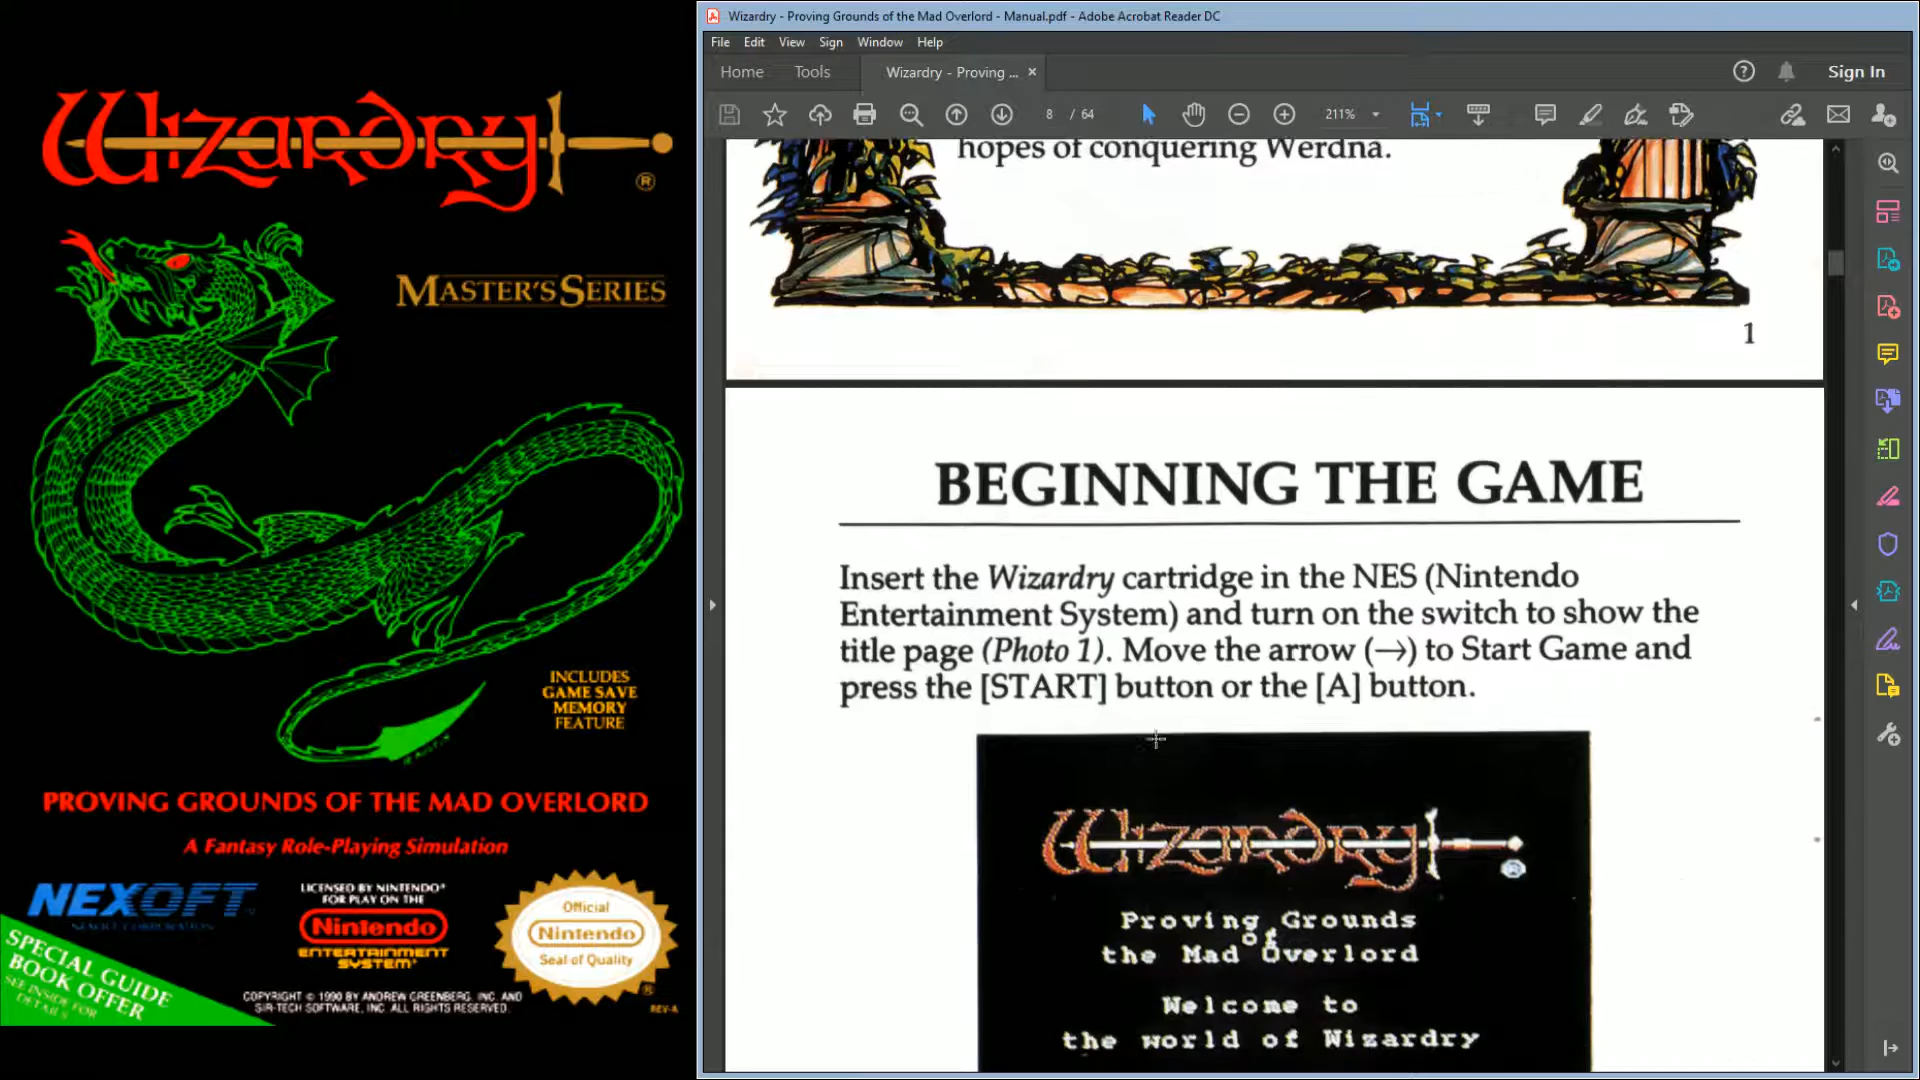 Wizardry
®
MASTER'S SERIES
INCLUDES
GAME SAVE
MEMORY
FEATURE
PROVING GROUNDS OF THE MAD OVERLORD
A Fantasy Role-Playing Simulation
NEXOFT
NEXOFT CORPORATION
LICENSED BY NINTENDO®
FOR PLAY ON THE
Nintendo
ENTERTAINMENT
SYSTEM®
Official
Nintendo
Seal of Quality
®
SPECIAL GUIDE
BOOK OFFER
SEE INSIDE FOR
DETAILS
COPYRIGHT © 1990 BY ANDREW GREENBERG, INC. AND
SIR-TECH SOFTWARE, INC. ALL RIGHTS RESERVED.
REV-A
Wizardry - Proving Grounds of the Mad Overlord - Manual.pdf - Adobe Acrobat Reader DC
File Edit View Sign Window Help
Home Tools Wizardry - Proving ... × Sign In
8 / 64 211%
hopes of conquering Werdna.
1
BEGINNING THE GAME
Insert the Wizardry cartridge in the NES (Nintendo
Entertainment System) and turn on the switch to show the
title page (Photo 1). Move the arrow (→) to Start Game and
press the [START] button or the [A] button.
Wizardry
®
Proving Grounds
of
the Mad Overlord
Welcome to
the world of Wizardry